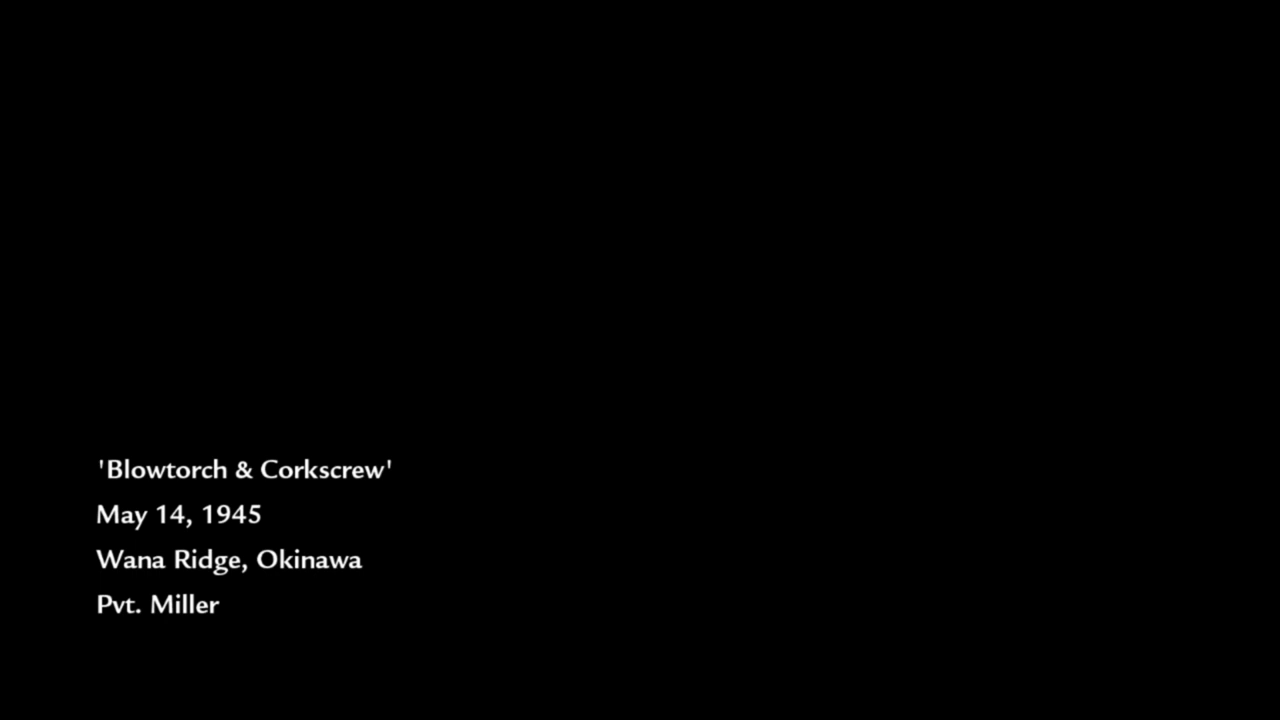 'Blowtorch & Corkscrew'
May 14, 1945
Wana Ridge, Okinawa
Pvt. Miller